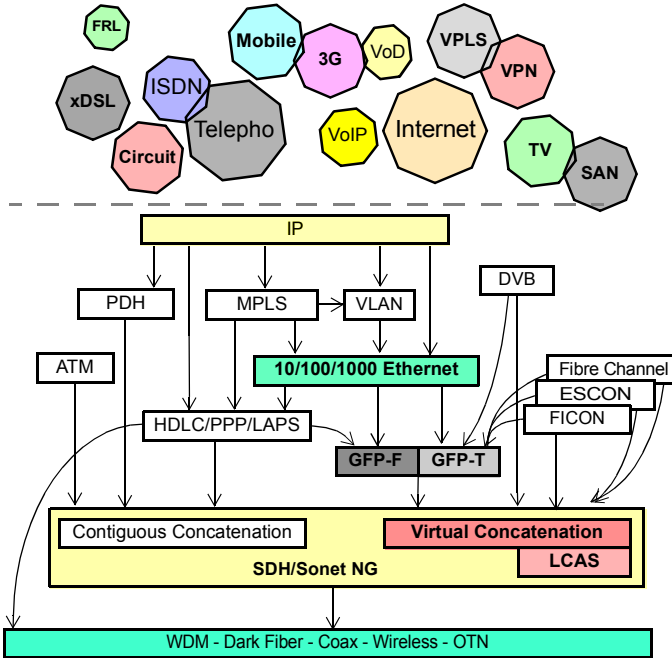 FRL
Mobile
3G
VoD
VPLS
VPN
xDSL
ISDN
Telepho
Circuit
VoIP
Internet
TV
SAN
IP
PDH
MPLS
VLAN
DVB
ATM
10/100/1000 Ethernet
Fibre Channel
ESCON
FICON
HDLC/PPP/LAPS
GFP-F
GFP-T
Contiguous Concatenation
Virtual Concatenation
LCAS
SDH/Sonet NG
WDM - Dark Fiber - Coax - Wireless - OTN